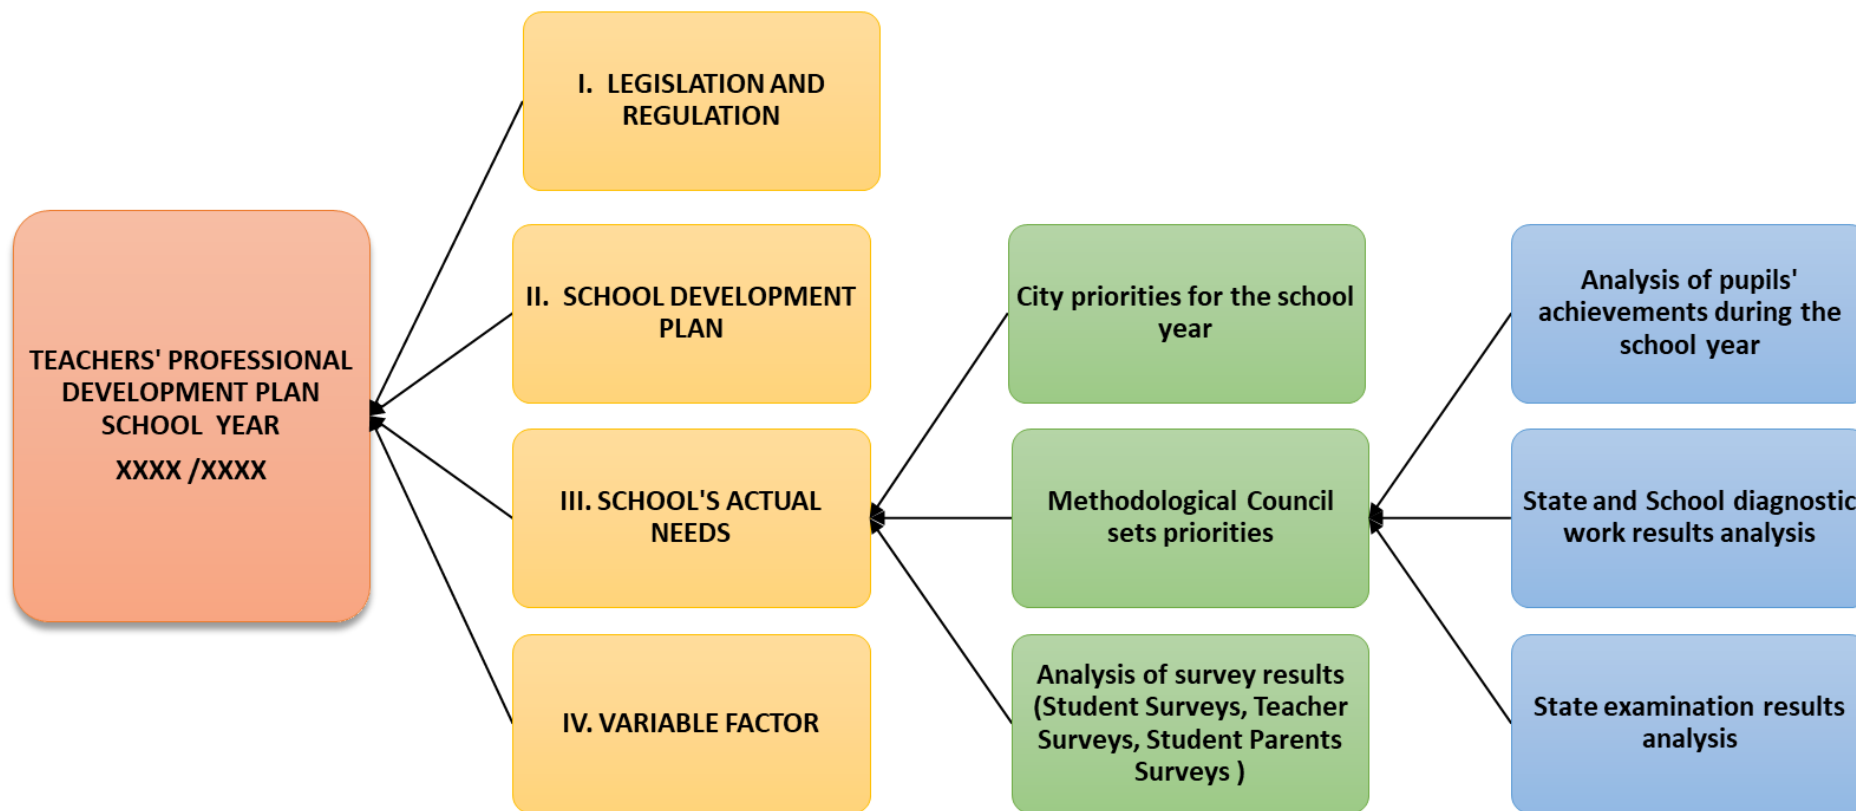 I. LEGISLATION AND
REGULATION
TEACHERS' PROFESSIONAL
DEVELOPMENT PLAN
SCHOOL YEAR
XXXX /XXXX
II. SCHOOL DEVELOPMENT
PLAN
III. SCHOOL'S ACTUAL
NEEDS
IV. VARIABLE FACTOR
City priorities for the school
year
Methodological Council
sets priorities
Analysis of survey results
(Student Surveys, Teacher
Surveys, Student Parents
Surveys )
Analysis of pupils'
achievements during the
school year
State and School diagnostic
work results analysis
State examination results
analysis